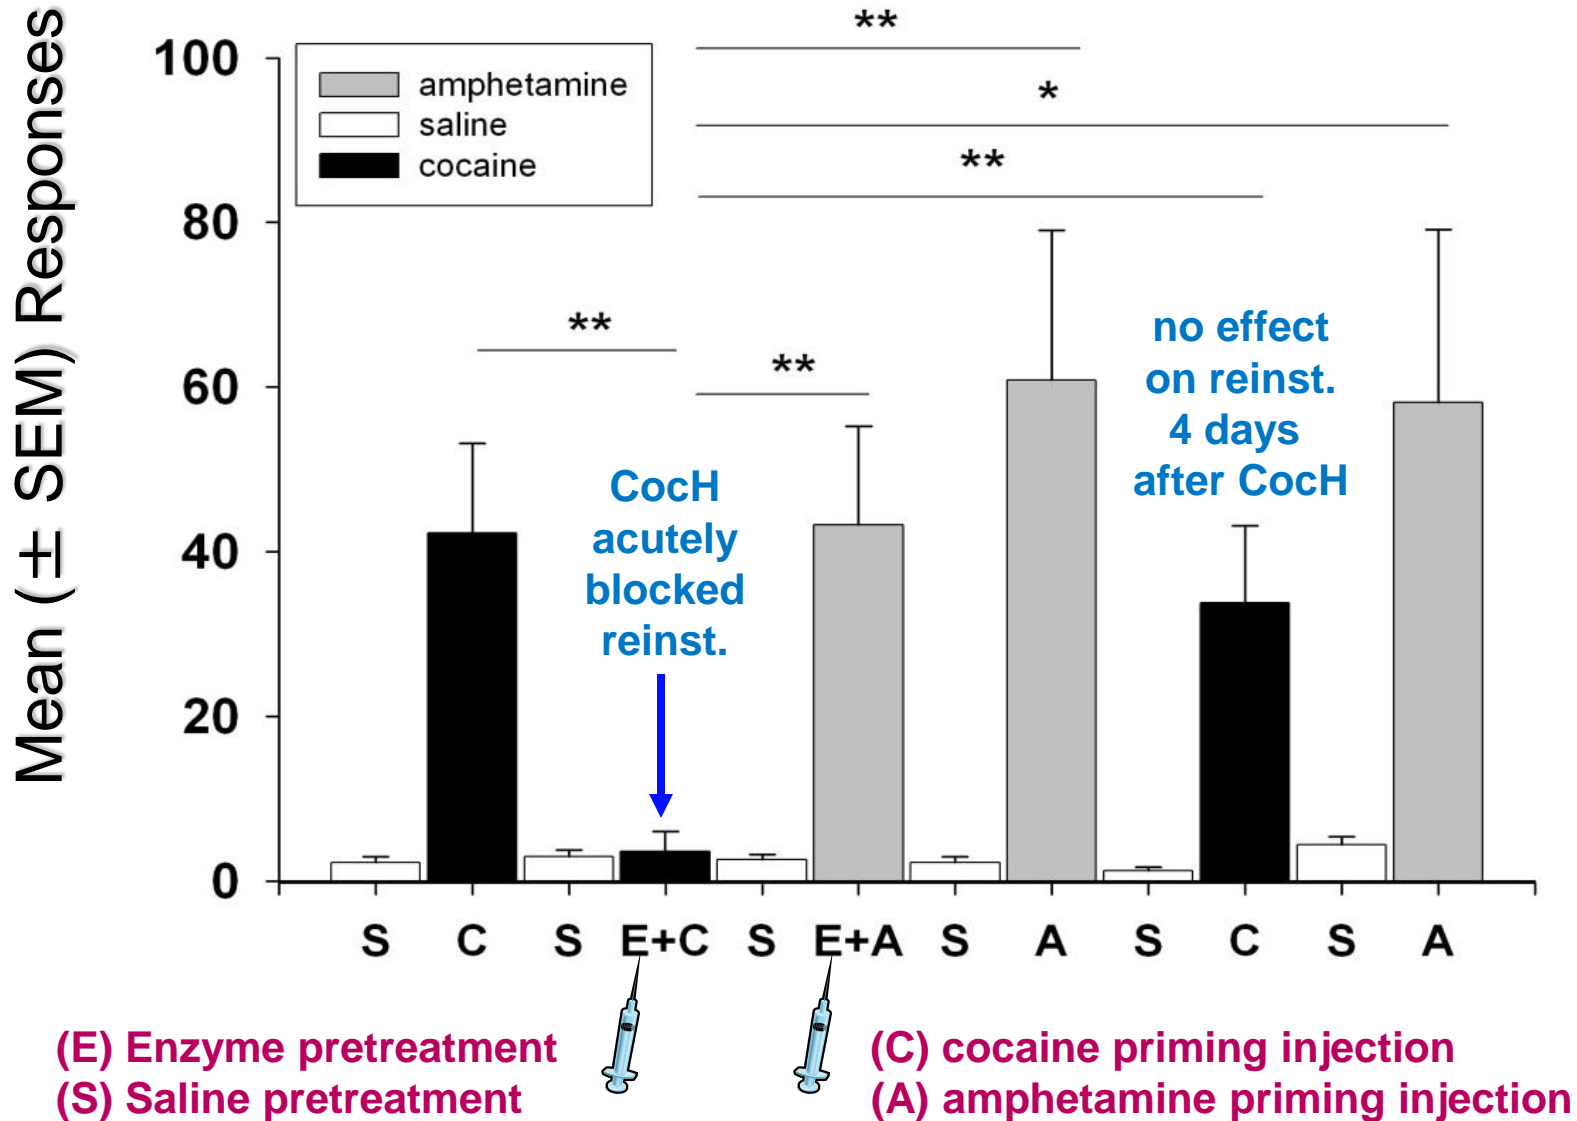 Mean (± SEM) Responses
100
80
60
40
20
0
amphetamine
saline
cocaine
**
*
**
**
**
CocH
acutely
blocked
reinst.
no effect
on reinst.
4 days
after CocH
S C S E+C S E+A S A S C S A
(E) Enzyme pretreatment
(S) Saline pretreatment
(C) cocaine priming injection
(A) amphetamine priming injection